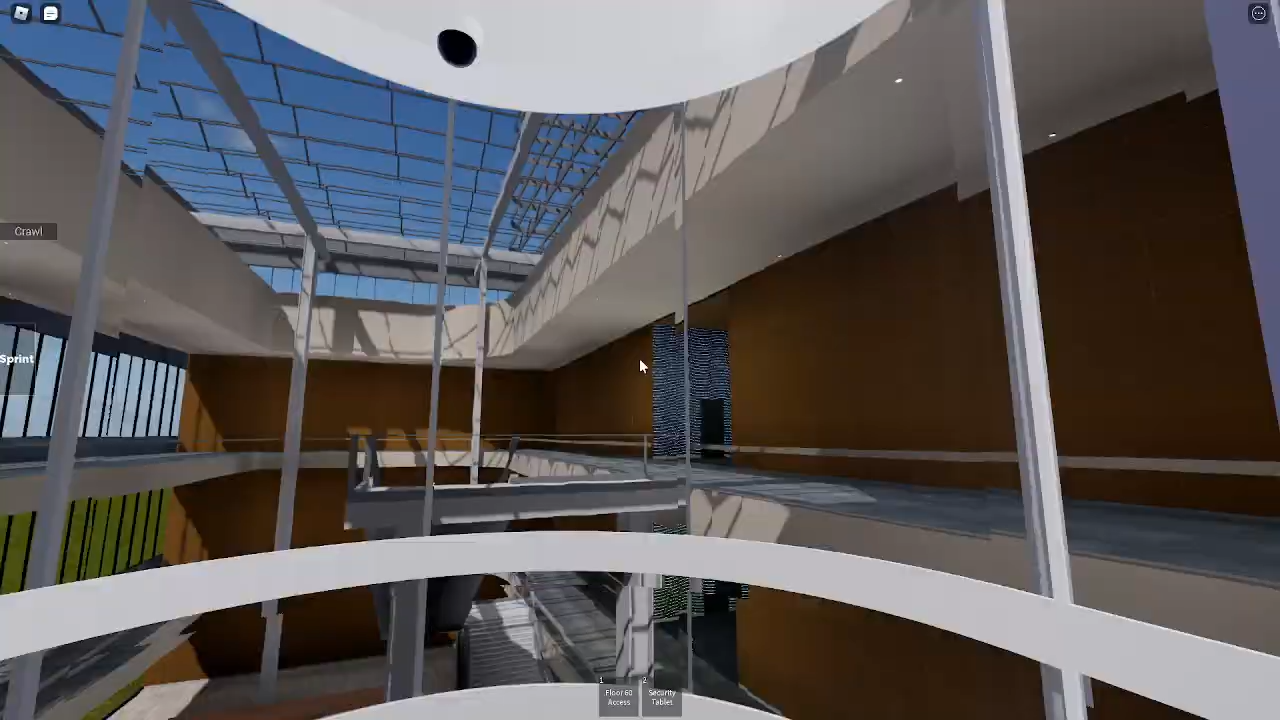 Crawl
Sprint
1
Floor 60
Access
2
Security
Tablet